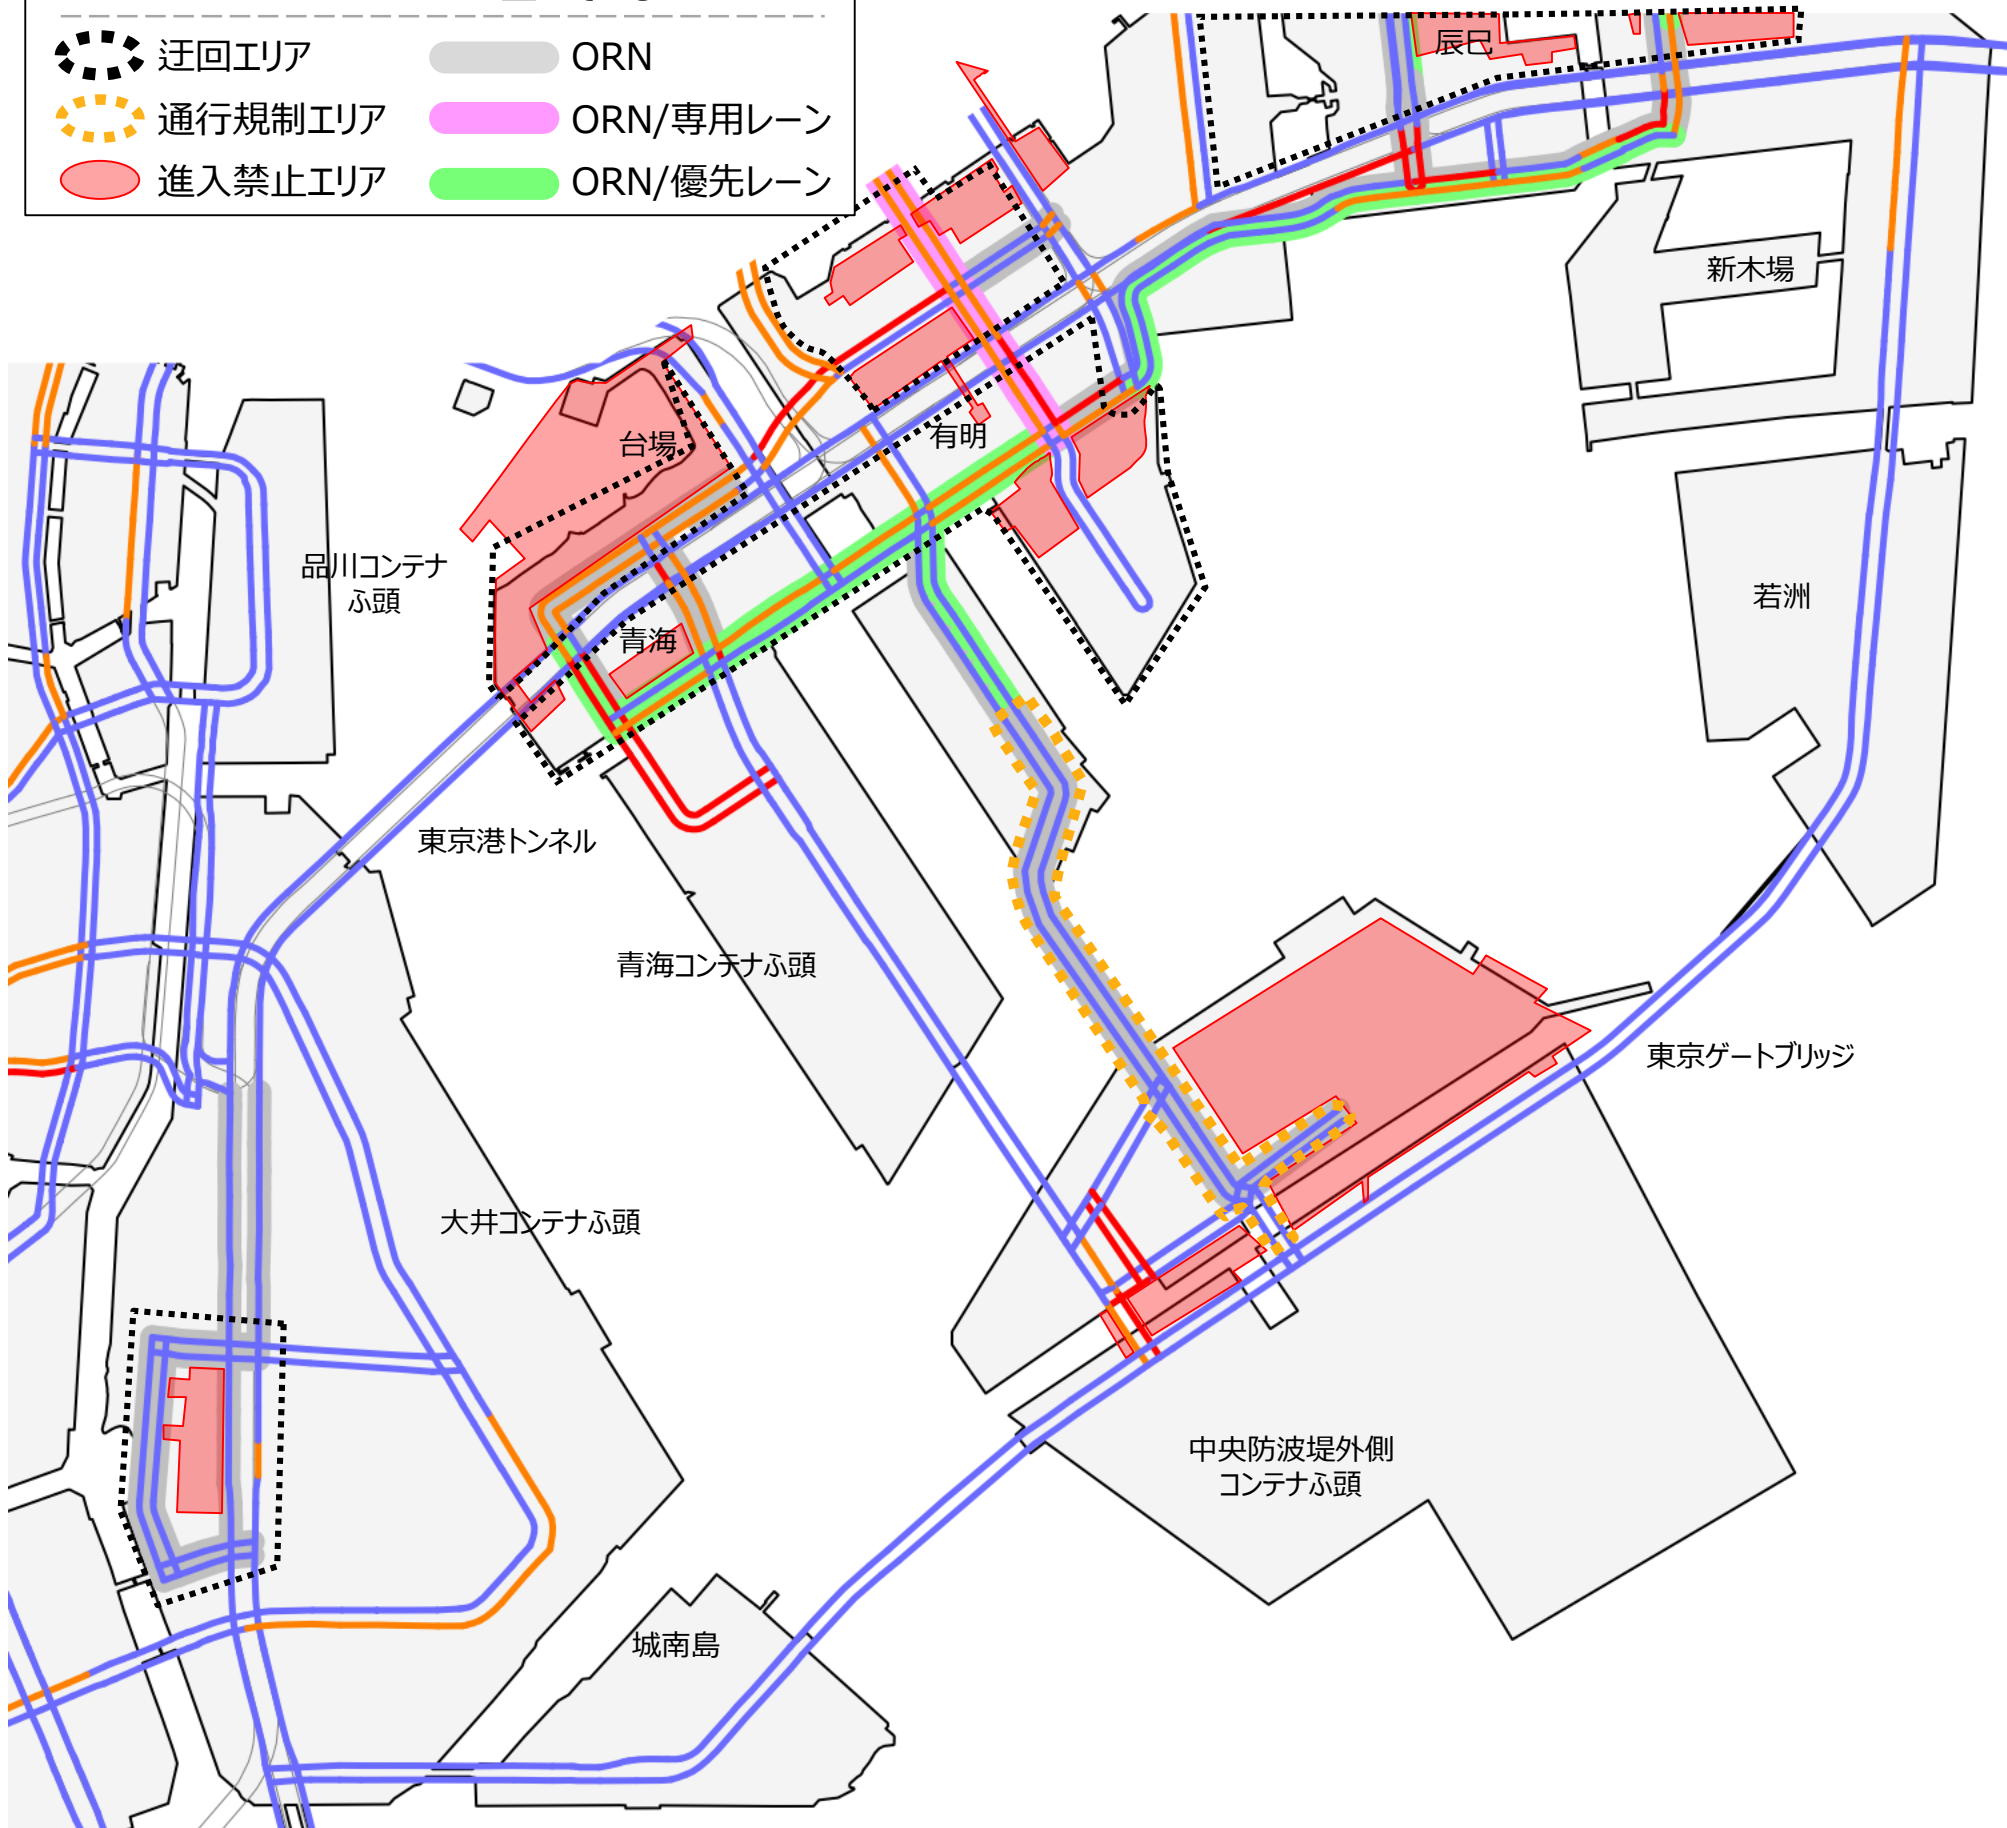 迂回エリア
ORN
通行規制エリア
ORN/専用レーン
進入禁止エリア
ORN/優先レーン
辰巳
新木場
台場
有明
品川コンテナ
ふ頭
若洲
青海
東京港トンネル
青海コンテナふ頭
東京ゲートブリッジ
大井コンテナふ頭
中央防波堤外側
コンテナふ頭
城南島